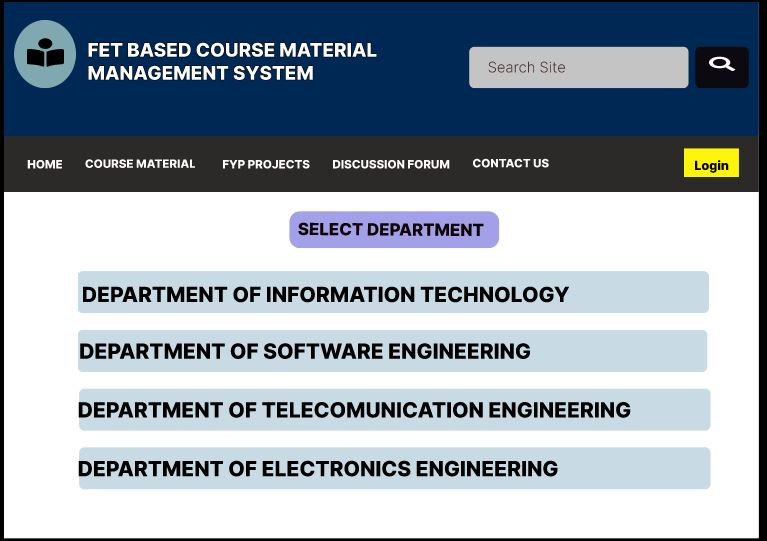 FET BASED COURSE MATERIAL
MANAGEMENT SYSTEM
Search Site
HOME COURSE MATERIAL FYP PROJECTS DISCUSSION FORUM CONTACT US Login
SELECT DEPARTMENT
DEPARTMENT OF INFORMATION TECHNOLOGY
DEPARTMENT OF SOFTWARE ENGINEERING
DEPARTMENT OF TELECOMUNICATION ENGINEERING
DEPARTMENT OF ELECTRONICS ENGINEERING